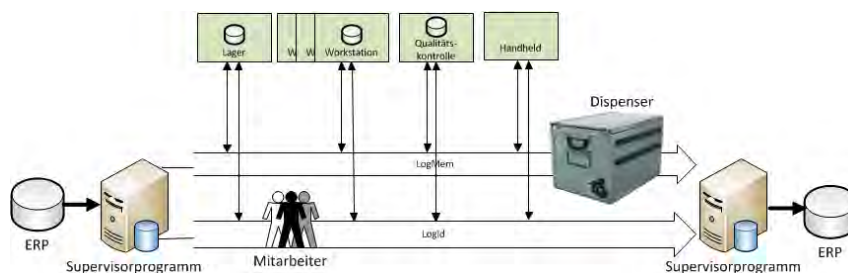 Lager
W
W
Workstation
Qualitäts-
kontrolle
Handheld
Dispenser
LogMem
LogId
ERP
Supervisorprogramm
Mitarbeiter
Supervisorprogramm
ERP